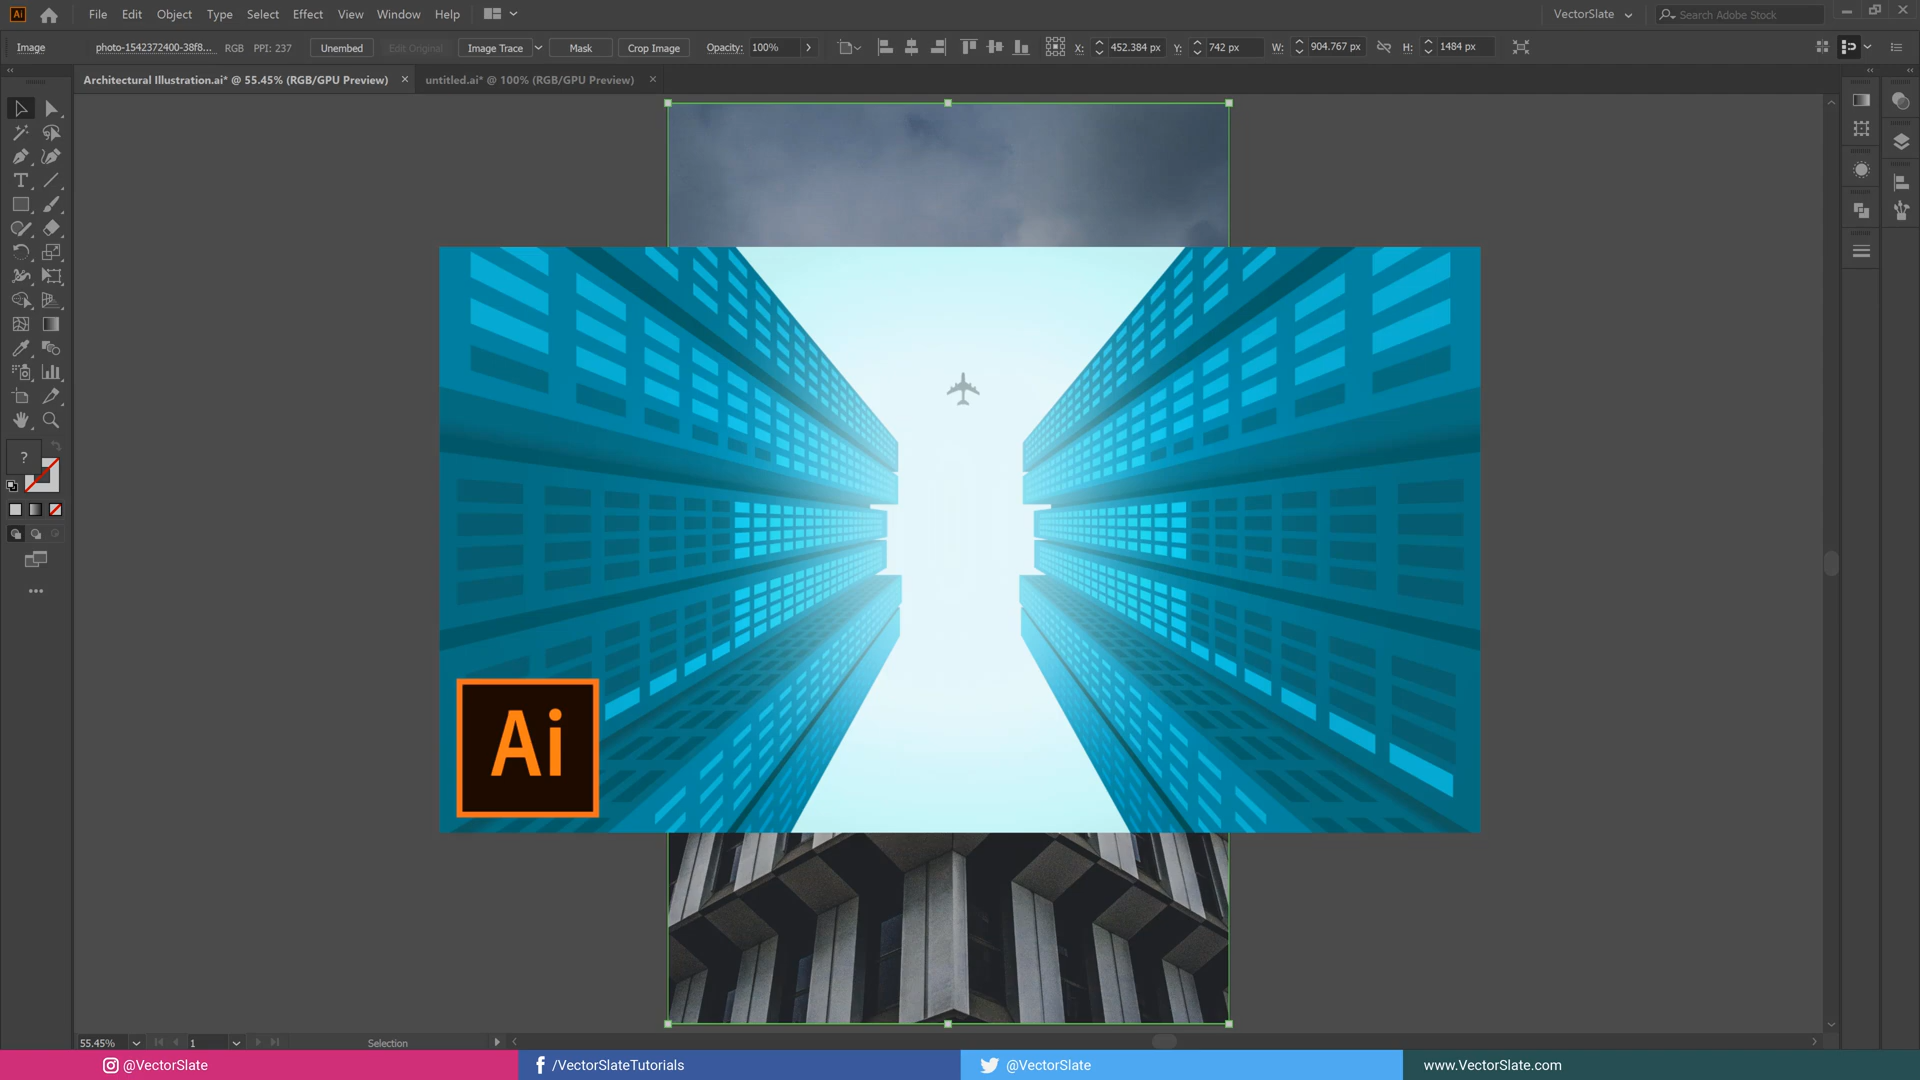 Ai File Edit Object Type Select Effect View Window Help VectorSlate Search Adobe Stock
Image photo-1542372400-38f8... RGB PPI: 237 Unembed Edit Original Image Trace Mask Crop Image Opacity: 100% X: 452.384 px Y: 742 px W: 904.767 px H: 1484 px
Architectural Illustration.ai* @ 55.45% (RGB/GPU Preview) × untitled.ai* @ 100% (RGB/GPU Preview) ×
T
?
Ai
55.45% 1 Selection
@VectorSlate /VectorSlateTutorials @VectorSlate www.VectorSlate.com